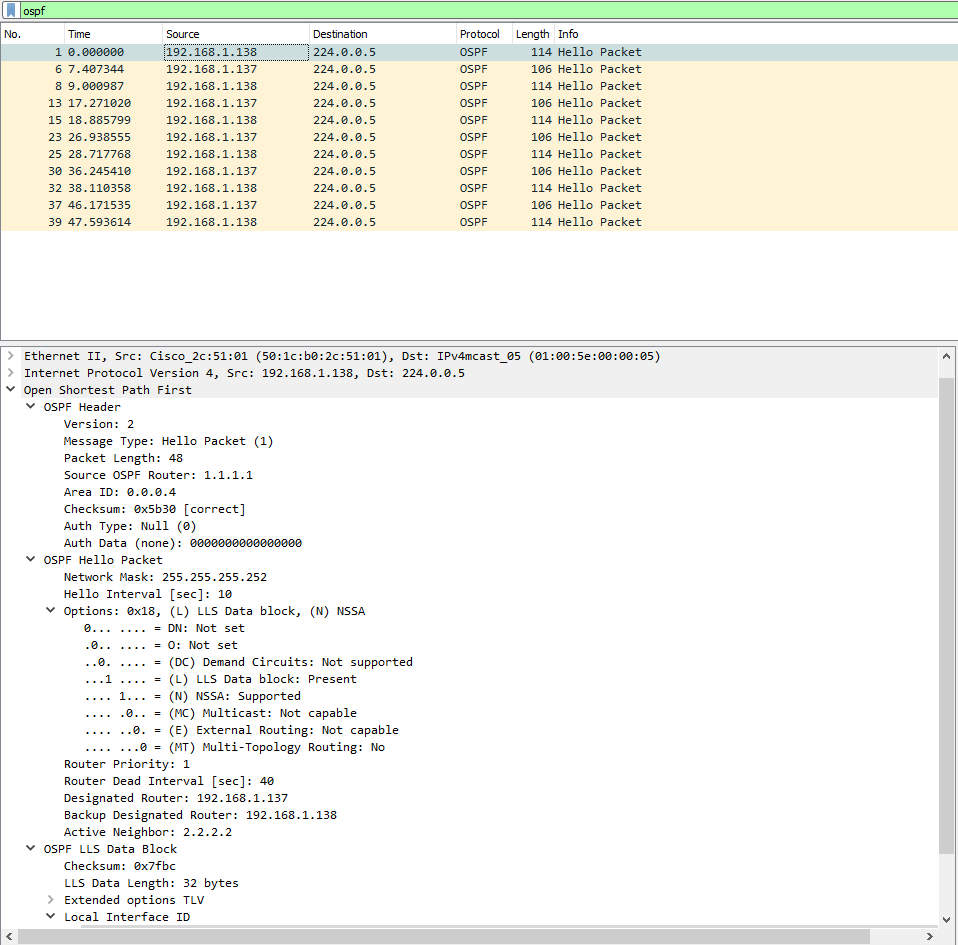 ospf
No. Time Source Destination Protocol Length Info
1 0.000000 192.168.1.138 224.0.0.5 OSPF 114 Hello Packet
6 7.407344 192.168.1.137 224.0.0.5 OSPF 106 Hello Packet
8 9.000987 192.168.1.138 224.0.0.5 OSPF 114 Hello Packet
13 17.271020 192.168.1.137 224.0.0.5 OSPF 106 Hello Packet
15 18.885799 192.168.1.138 224.0.0.5 OSPF 114 Hello Packet
23 26.938555 192.168.1.137 224.0.0.5 OSPF 106 Hello Packet
25 28.717768 192.168.1.138 224.0.0.5 OSPF 114 Hello Packet
30 36.245410 192.168.1.137 224.0.0.5 OSPF 106 Hello Packet
32 38.110358 192.168.1.138 224.0.0.5 OSPF 114 Hello Packet
37 46.171535 192.168.1.137 224.0.0.5 OSPF 106 Hello Packet
39 47.593614 192.168.1.138 224.0.0.5 OSPF 114 Hello Packet
Ethernet II, Src: Cisco_2c:51:01 (50:1c:b0:2c:51:01), Dst: IPv4mcast_05 (01:00:5e:00:00:05)
Internet Protocol Version 4, Src: 192.168.1.138, Dst: 224.0.0.5
Open Shortest Path First
OSPF Header
Version: 2
Message Type: Hello Packet (1)
Packet Length: 48
Source OSPF Router: 1.1.1.1
Area ID: 0.0.0.4
Checksum: 0x5b30 [correct]
Auth Type: Null (0)
Auth Data (none): 0000000000000000
OSPF Hello Packet
Network Mask: 255.255.255.252
Hello Interval [sec]: 10
Options: 0x18, (L) LLS Data block, (N) NSSA
0... .... = DN: Not set
.0.. .... = O: Not set
..0. .... = (DC) Demand Circuits: Not supported
...1 .... = (L) LLS Data block: Present
.... 1... = (N) NSSA: Supported
.... .0.. = (MC) Multicast: Not capable
.... ..0. = (E) External Routing: Not capable
.... ...0 = (MT) Multi-Topology Routing: No
Router Priority: 1
Router Dead Interval [sec]: 40
Designated Router: 192.168.1.137
Backup Designated Router: 192.168.1.138
Active Neighbor: 2.2.2.2
OSPF LLS Data Block
Checksum: 0x7fbc
LLS Data Length: 32 bytes
Extended options TLV
Local Interface ID